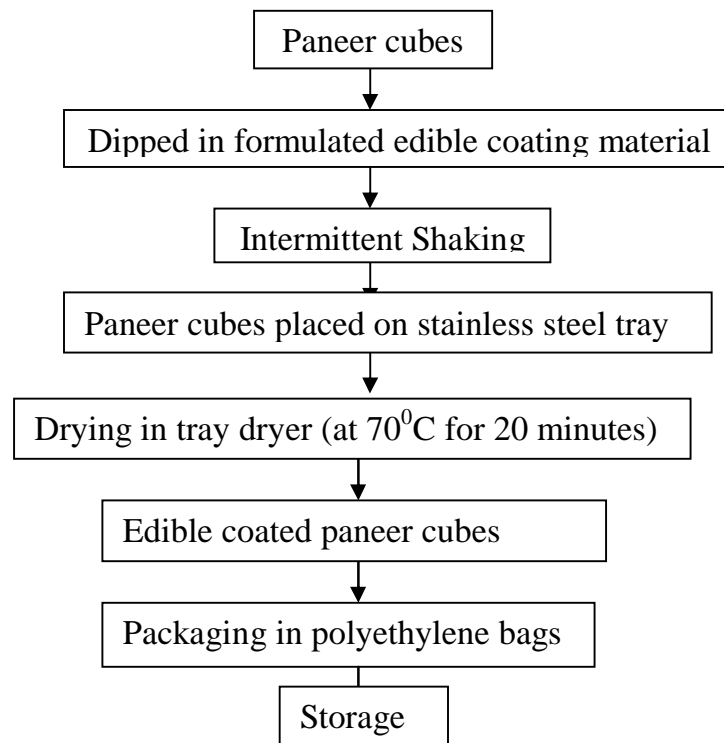 Paneer cubes
Dipped in formulated edible coating material
Intermittent Shaking
Paneer cubes placed on stainless steel tray
Drying in tray dryer (at 70⁰C for 20 minutes)
Edible coated paneer cubes
Packaging in polyethylene bags
Storage